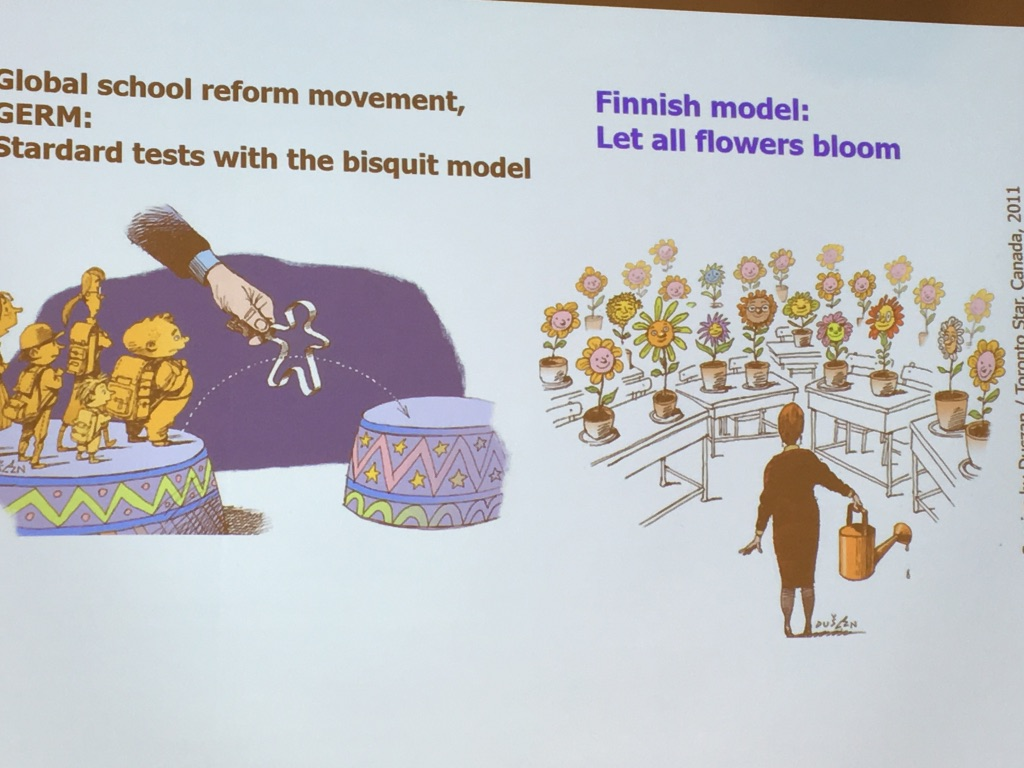 Global school reform movement,
GERM:
Stardard tests with the bisquit model
Finnish model:
Let all flowers bloom
Toronto Star, Canada, 2011
DUŠAN